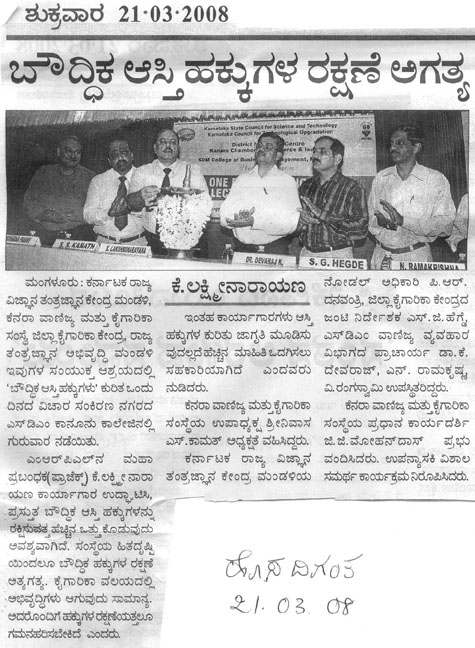 ಶುಕ್ರವಾರ 21·03·2008
ಬೌದ್ಧಿಕ ಆಸ್ತಿ ಹಕ್ಕುಗಳ ರಕ್ಷಣೆ ಅಗತ್ಯ
Karnataka State Council for Science and Technology
Karnataka Council for Technological Upgradation
District
Centre
Kanara Chamber
SDM College of Business Management,
S. S. KAMATH
K. LAKSHMINARAYANA
DR. DEVARAJ K.
S. G. HEGDE
N. RAMAKRISHNA
ಮಂಗಳೂರು: ಕರ್ನಾಟಕ ರಾಜ್ಯ
ವಿಜ್ಞಾನ ತಂತ್ರಜ್ಞಾನ ಕೇಂದ್ರ ಮಂಡಳಿ,
ಕೆನರಾ ವಾಣಿಜ್ಯ ಮತ್ತು ಕೈಗಾರಿಕಾ
ಸಂಸ್ಥೆ, ಜಿಲ್ಲಾ ಕೈಗಾರಿಕಾ ಕೇಂದ್ರ, ರಾಜ್ಯ
ತಂತ್ರಜ್ಞಾನ ಅಭಿವೃದ್ಧಿ ಮಂಡಳಿ
ಇವುಗಳ ಸಂಯುಕ್ತ ಆಶ್ರಯದಲ್ಲಿ
'ಬೌದ್ಧಿಕ ಆಸ್ತಿ ಹಕ್ಕುಗಳು' ಕುರಿತ ಒಂದು
ದಿನದ ವಿಚಾರ ಸಂಕಿರಣ ನಗರದ
ಎಸ್‌ಡಿಎಂ ಕಾನೂನು ಕಾಲೇಜಿನಲ್ಲಿ
ಗುರುವಾರ ನಡೆಯಿತು.
ಎಂಆರ್‌ಪಿಎಲ್‌ನ ಮಹಾ
ಪ್ರಬಂಧಕ(ಪ್ರಾಜೆಕ್ಟ್) ಕೆ.ಲಕ್ಷ್ಮೀನಾರಾ
ಯಣ ಕಾರ್ಯಾಗಾರ ಉದ್ಘಾಟಿಸಿ,
ಪ್ರಸ್ತುತ ಬೌದ್ಧಿಕ ಆಸ್ತಿ ಹಕ್ಕುಗಳನ್ನು
ರಕ್ಷಿಸುವತ್ತ ಹೆಚ್ಚಿನ ಒತ್ತು ಕೊಡುವುದು
ಅವಶ್ಯವಾಗಿದೆ. ಸಂಸ್ಥೆಯ ಹಿತದೃಷ್ಟಿ
ಯಿಂದಲೂ ಬೌದ್ಧಿಕ ಹಕ್ಕುಗಳ ರಕ್ಷಣೆ
ಅತ್ಯಗತ್ಯ. ಕೈಗಾರಿಕಾ ವಲಯದಲ್ಲಿ
ಅಭಿವೃದ್ಧಿಗಳು ಆಗುವುದು ಸಾಮಾನ್ಯ.
ಅದರೊಂದಿಗೆ ಹಕ್ಕುಗಳ ರಕ್ಷಣೆಯತ್ತಲೂ
ಗಮನಹರಿಸಬೇಕಿದೆ ಎಂದರು.
ಕೆ.ಲಕ್ಷ್ಮೀನಾರಾಯಣ
ಇಂತಹ ಕಾರ್ಯಾಗಾರಗಳು ಆಸ್ತಿ
ಹಕ್ಕುಗಳ ಕುರಿತು ಜಾಗೃತಿ ಮೂಡಿಸು
ವುದಲ್ಲದೆ ಹೆಚ್ಚಿನ ಮಾಹಿತಿ ಒದಗಿಸಲು
ಸಹಕಾರಿಯಾಗಿದೆ ಎಂದವರು
ನುಡಿದರು.
ಕೆನರಾ ವಾಣಿಜ್ಯ ಮತ್ತು ಕೈಗಾರಿಕಾ
ಸಂಸ್ಥೆಯ ಉಪಾಧ್ಯಕ್ಷ ಶ್ರೀನಿವಾಸ
ಎಸ್.ಕಾಮತ್ ಅಧ್ಯಕ್ಷತೆ ವಹಿಸಿದ್ದರು.
ಕರ್ನಾಟಕ ರಾಜ್ಯ ವಿಜ್ಞಾನ
ತಂತ್ರಜ್ಞಾನ ಕೇಂದ್ರ ಮಂಡಳಿಯ
ನೋಡಲ್ ಅಧಿಕಾರಿ ಪಿ.ಆರ್.
ದನವಂತ್ರಿ, ಜಿಲ್ಲಾ ಕೈಗಾರಿಕಾ ಕೇಂದ್ರದ
ಜಂಟಿ ನಿರ್ದೇಶಕ ಎಸ್.ಜಿ.ಹೆಗ್ಡೆ,
ಎಸ್‌ಡಿಎಂ ವಾಣಿಜ್ಯ ವ್ಯವಹಾರ
ವಿಭಾಗದ ಪ್ರಾಚಾರ್ಯ ಡಾ.ಕೆ.
ದೇವರಾಜ್, ಎನ್. ರಾಮಕೃಷ್ಣ,
ವಿ.ರಂಗಸ್ವಾಮಿ ಉಪಸ್ಥಿತರಿದ್ದರು.
ಕೆನರಾ ವಾಣಿಜ್ಯ ಮತ್ತು ಕೈಗಾರಿಕಾ
ಸಂಸ್ಥೆಯ ಪ್ರಧಾನ ಕಾರ್ಯದರ್ಶಿ
ಜಿ.ಜಿ.ಮೋಹನ್‌ದಾಸ್ ಪ್ರಭು
ವಂದಿಸಿದರು. ಉಪನ್ಯಾಸಕಿ ವಿಶಾಲ
ಸಮರ್ಥ ಕಾರ್ಯಕ್ರಮ ನಿರೂಪಿಸಿದರು.
ಹೊಸ ದಿಗಂತ
21. 03. 08